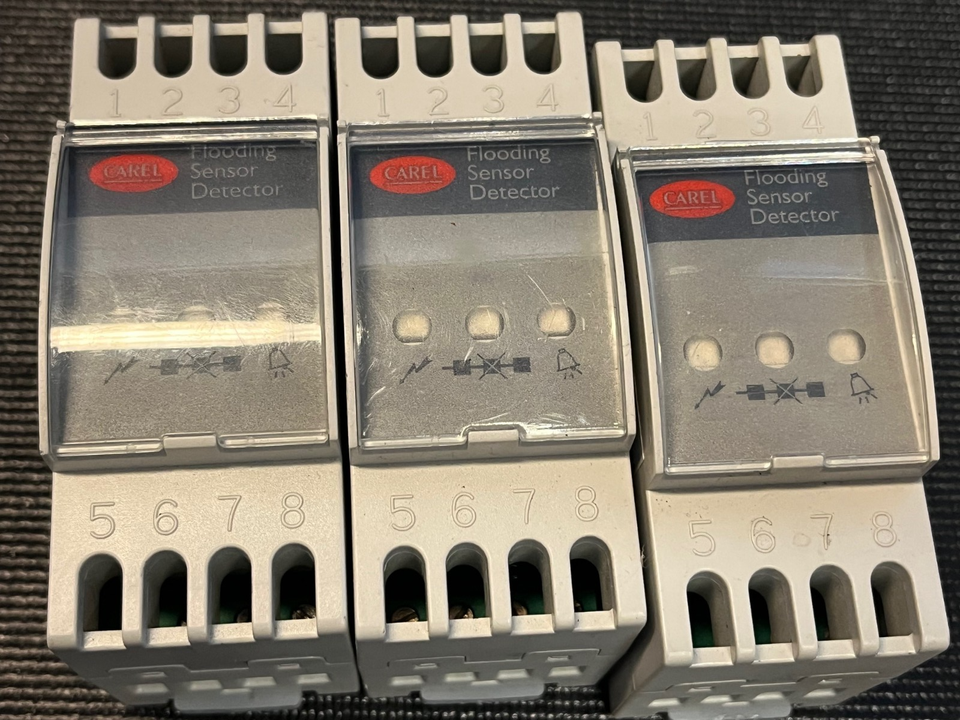 1 2 3 4
CAREL
Flooding
Sensor
Detector
5 6 7 8
1 2 3 4
CAREL
Flooding
Sensor
Detector
5 6 7 8
1 2 3 4
CAREL
Flooding
Sensor
Detector
5 6 7 8